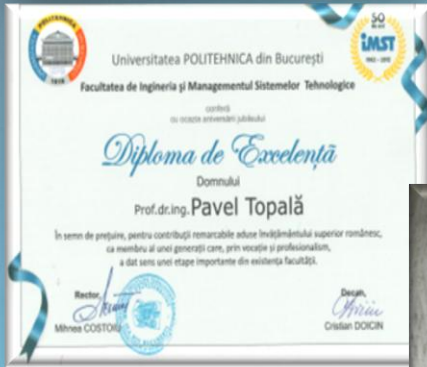 POLITEHNICA
1818
50
iMST
1962 - 2012
Universitatea POLITEHNICA din București
Facultatea de Ingineria și Managementul Sistemelor Tehnologice
conferă
cu ocazia aniversării jubileului
Diploma de Excelență
Domnului
Prof.dr.ing. Pavel Topală
În semn de prețuire, pentru contribuții remarcabile aduse învățământului superior românesc,
ca membru al unei generații care, prin vocație și profesionalism,
a dat sens unei etape importante din existența facultății.
Rector,
Mihnea COSTOIU
Decan,
Cristian DOICIN